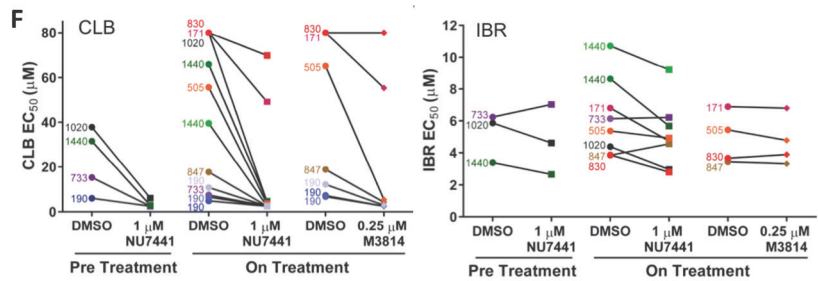 F
CLB
CLB EC50 (μM)
80
60
40
20
0
1020
1440
733
190
830
171
1020
1440
505
1440
847
190
733
190
190
830
171
505
847
190
190
190
DMSO
1 μM
NU7441
DMSO
1 μM
NU7441
DMSO
0.25 μM
M3814
Pre Treatment
On Treatment
IBR
IBR EC50 (μM)
12
10
8
6
4
2
0
733
1020
1440
1440
1440
171
733
505
1020
847
830
171
505
830
847
DMSO
1 μM
NU7441
DMSO
1 μM
NU7441
DMSO
0.25 μM
M3814
Pre Treatment
On Treatment